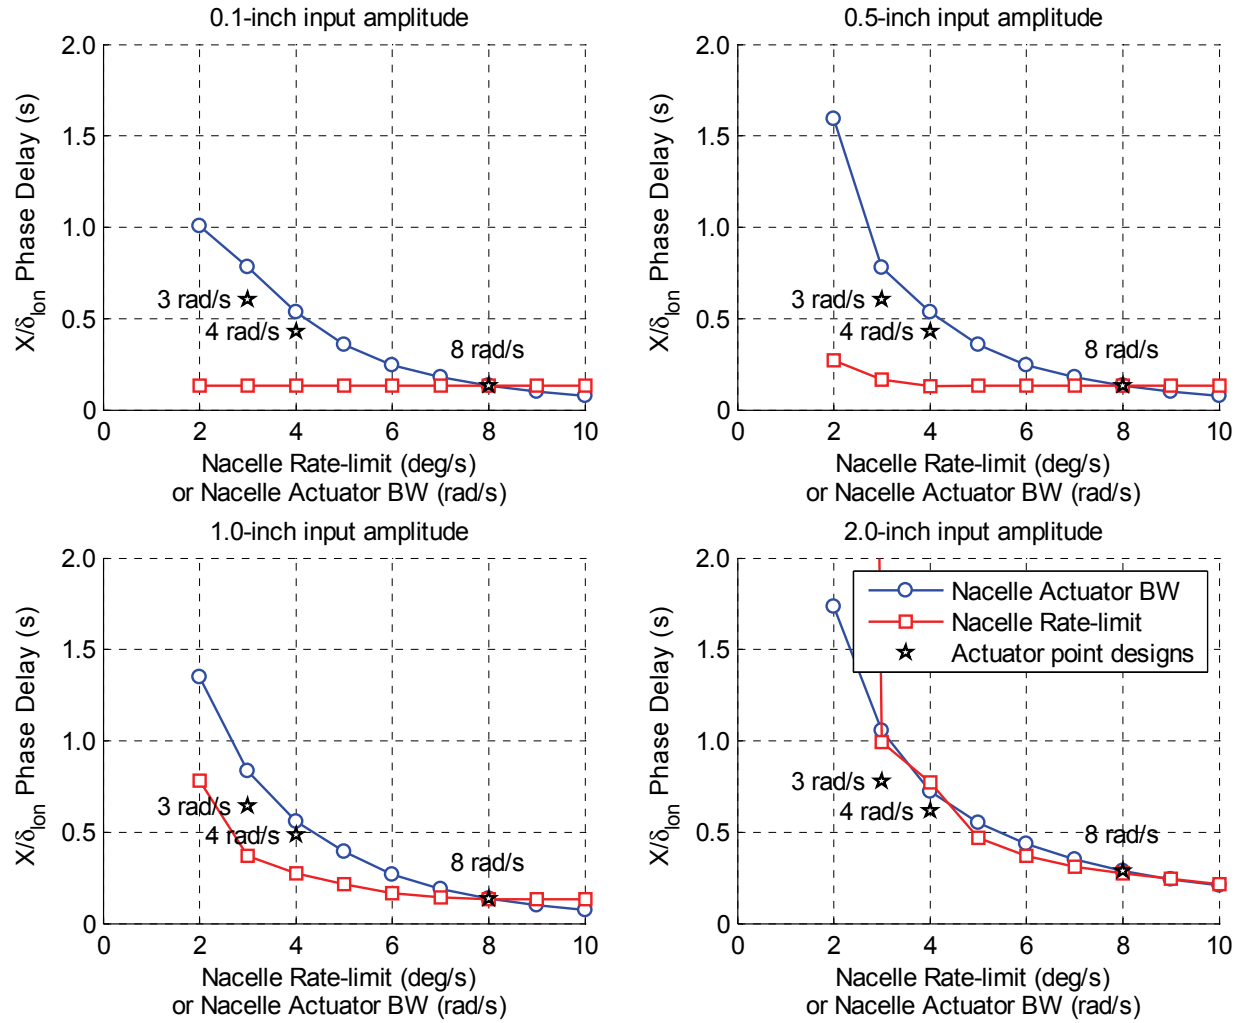 0.1-inch input amplitude
2.0
1.5
1.0
0.5
0
X/δlon Phase Delay (s)
3 rad/s
4 rad/s
8 rad/s
0 2 4 6 8 10
Nacelle Rate-limit (deg/s)
or Nacelle Actuator BW (rad/s)
0.5-inch input amplitude
2.0
1.5
1.0
0.5
0
X/δlon Phase Delay (s)
3 rad/s
4 rad/s
8 rad/s
0 2 4 6 8 10
Nacelle Rate-limit (deg/s)
or Nacelle Actuator BW (rad/s)
1.0-inch input amplitude
2.0
1.5
1.0
0.5
0
X/δlon Phase Delay (s)
3 rad/s
4 rad/s
8 rad/s
0 2 4 6 8 10
Nacelle Rate-limit (deg/s)
or Nacelle Actuator BW (rad/s)
2.0-inch input amplitude
2.0
1.5
1.0
0.5
0
X/δlon Phase Delay (s)
Nacelle Actuator BW
Nacelle Rate-limit
Actuator point designs
3 rad/s
4 rad/s
8 rad/s
0 2 4 6 8 10
Nacelle Rate-limit (deg/s)
or Nacelle Actuator BW (rad/s)